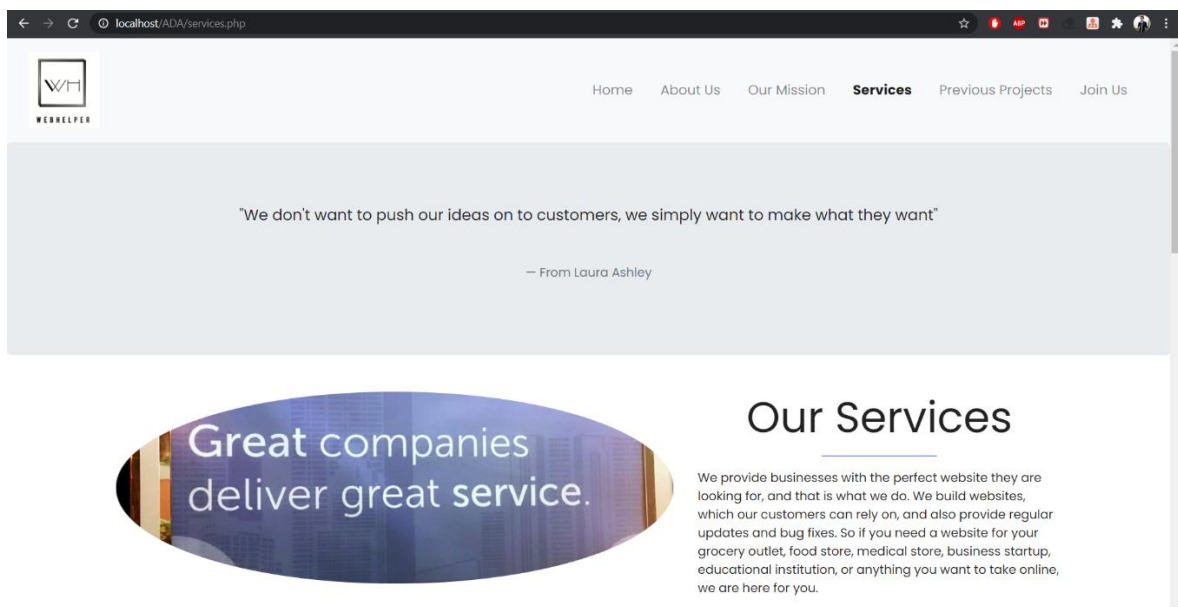 localhost/ADA/services.php
ABP
WH
WEBHELPER
Home About Us Our Mission Services Previous Projects Join Us
"We don't want to push our ideas on to customers, we simply want to make what they want"
— From Laura Ashley
Great companies
deliver great service.
Our Services
We provide businesses with the perfect website they are
looking for, and that is what we do. We build websites,
which our customers can rely on, and also provide regular
updates and bug fixes. So if you need a website for your
grocery outlet, food store, medical store, business startup,
educational institution, or anything you want to take online,
we are here for you.